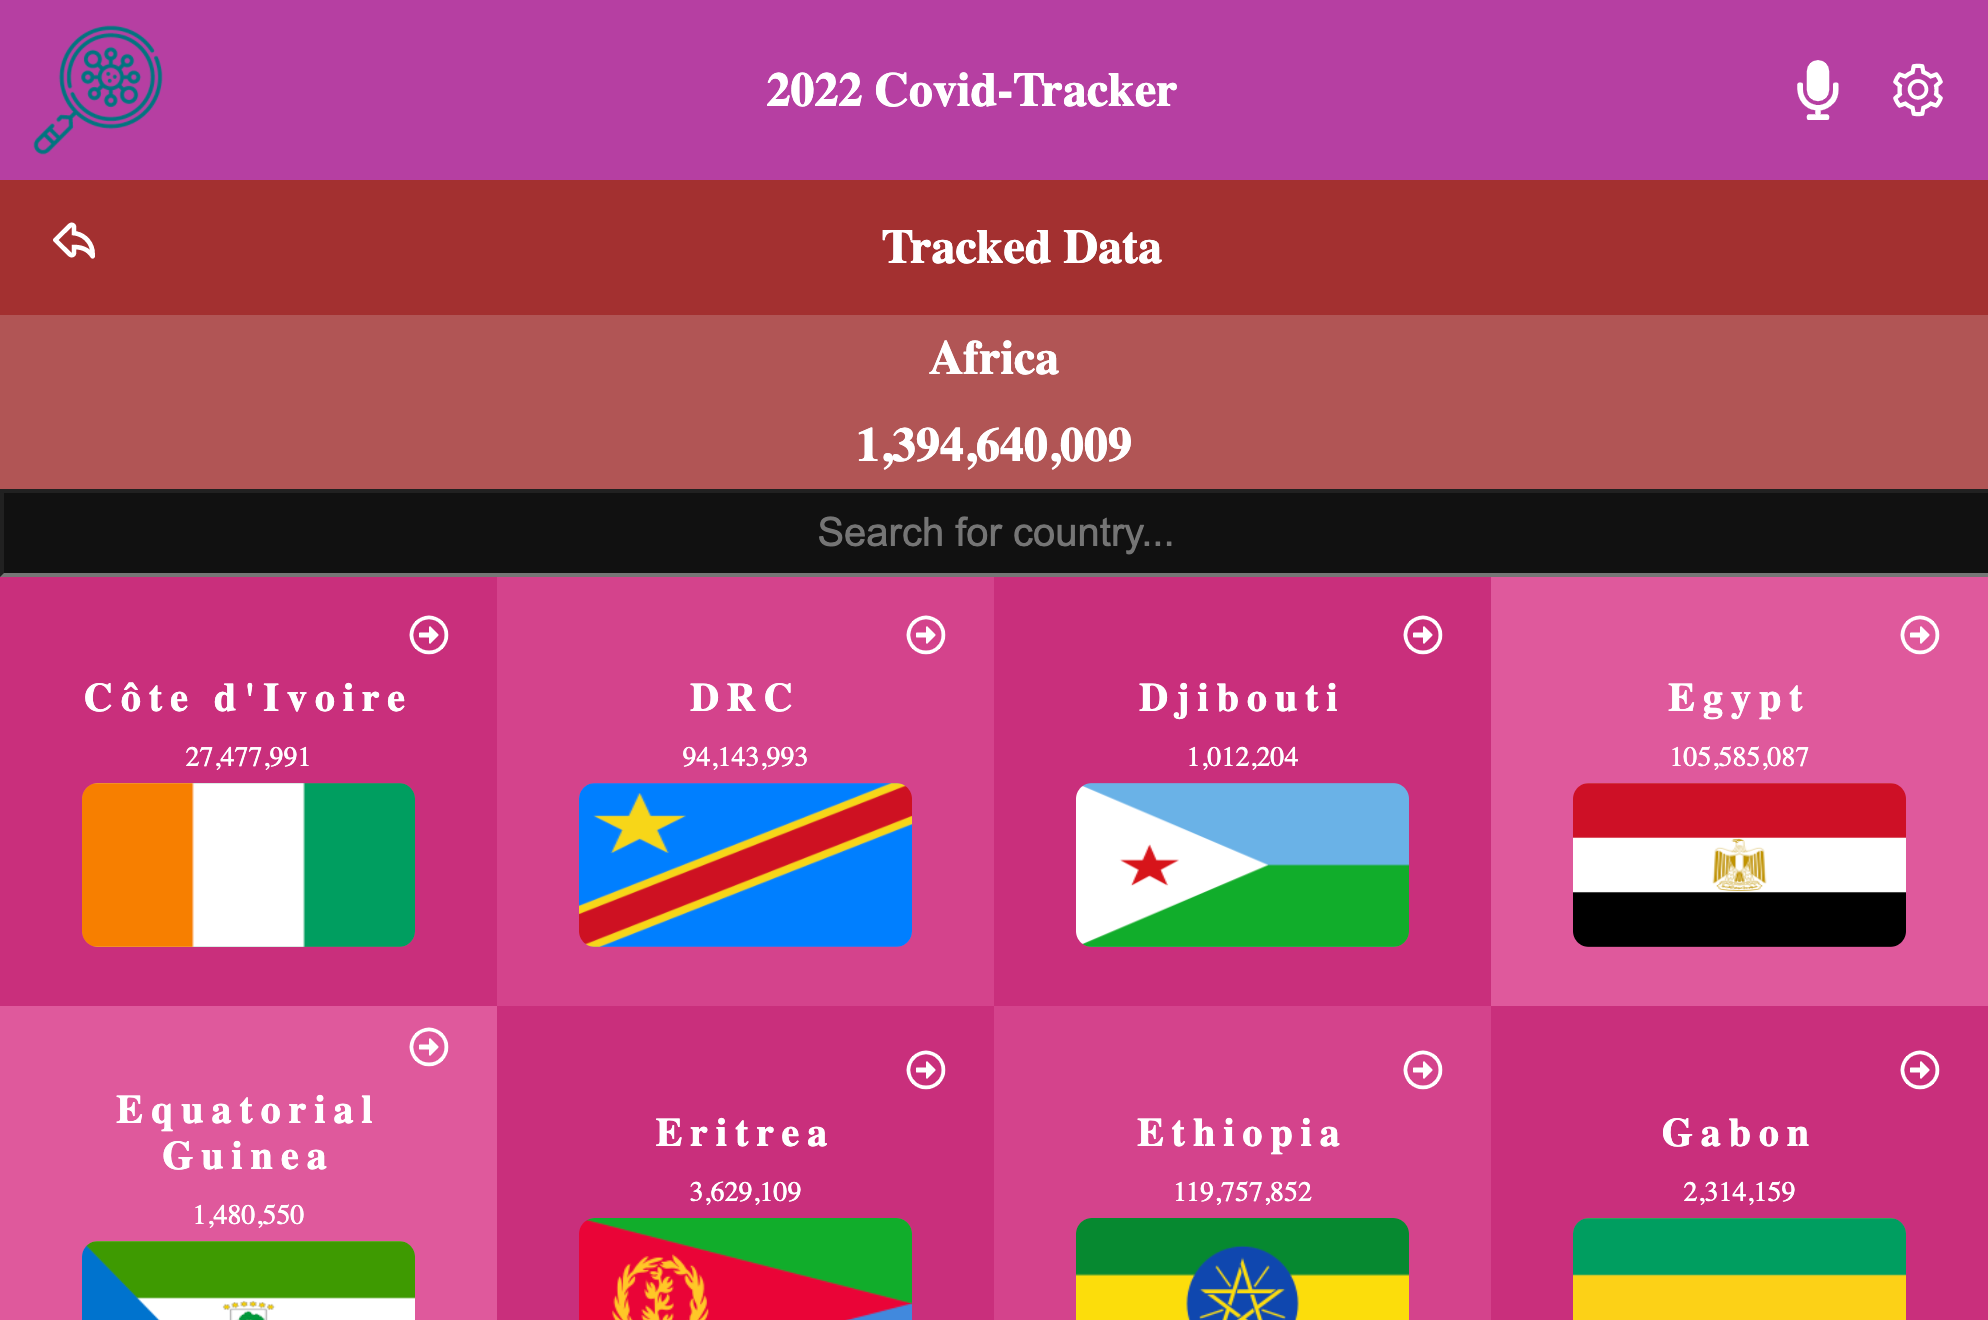 2022 Covid-Tracker
Tracked Data
Africa
1,394,640,009
Search for country...
Côte d'Ivoire
27,477,991
DRC
94,143,993
Djibouti
1,012,204
Egypt
105,585,087
Equatorial
Guinea
1,480,550
Eritrea
3,629,109
Ethiopia
119,757,852
Gabon
2,314,159